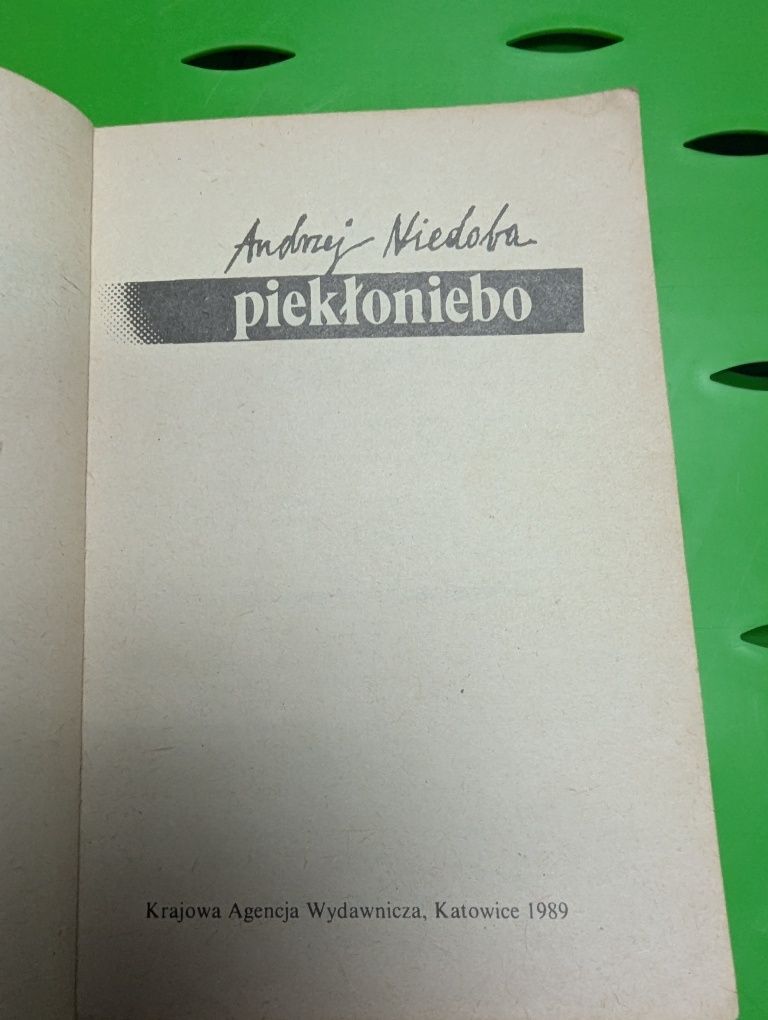 Andrzej Niedoba
piekłoniebo
Krajowa Agencja Wydawnicza, Katowice 1989